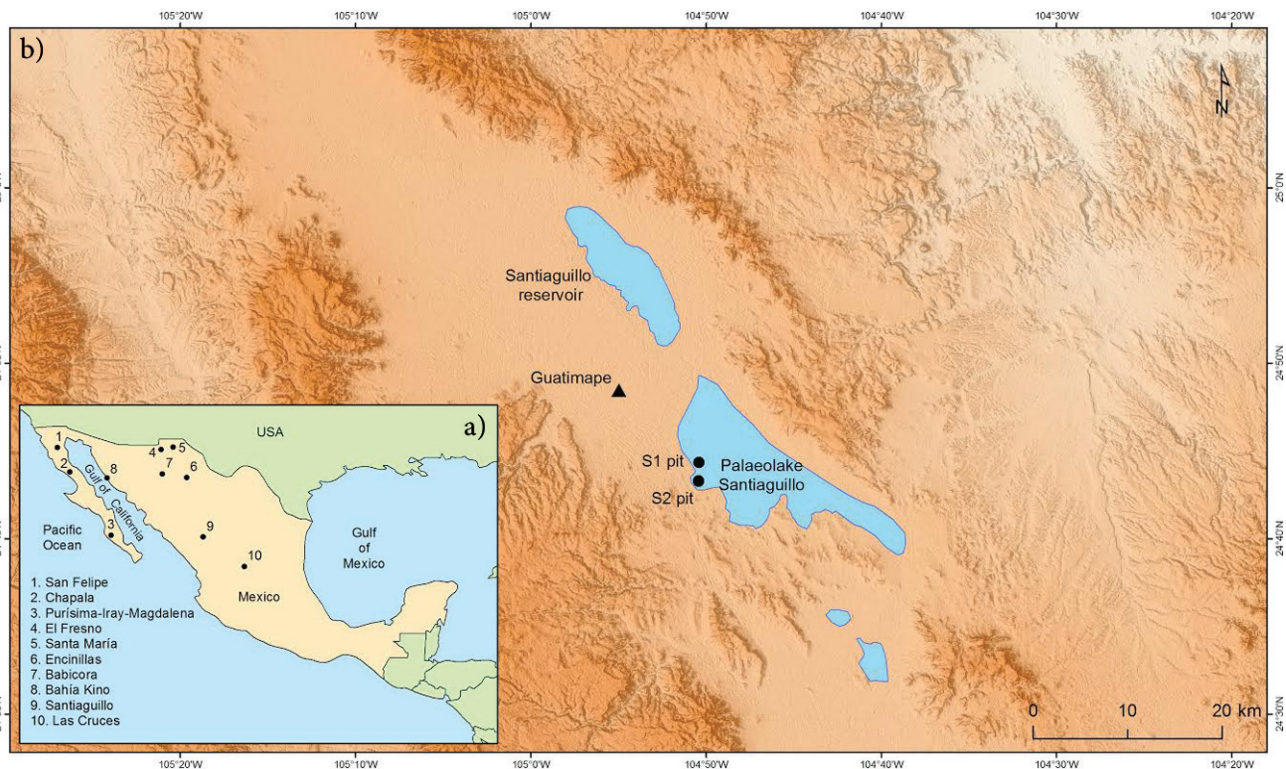 105°20'W 105°10'W 105°0'W 104°50'W 104°40'W 104°30'W 104°20'W
b)
N
25°0'N
Santiaguillo
reservoir
24°50'N
Guatimape
S1 pit
Palaeolake
Santiaguillo
S2 pit
24°40'N
24°30'N
0 10 20 km
a)
USA
1
2
3
4
5
6
7
8
9
10
Gulf of California
Pacific
Ocean
Gulf
of
Mexico
Mexico
1. San Felipe
2. Chapala
3. Purísima-Iray-Magdalena
4. El Fresno
5. Santa María
6. Encinillas
7. Babicora
8. Bahía Kino
9. Santiaguillo
10. Las Cruces
105°20'W 105°10'W 105°0'W 104°50'W 104°40'W 104°30'W 104°20'W